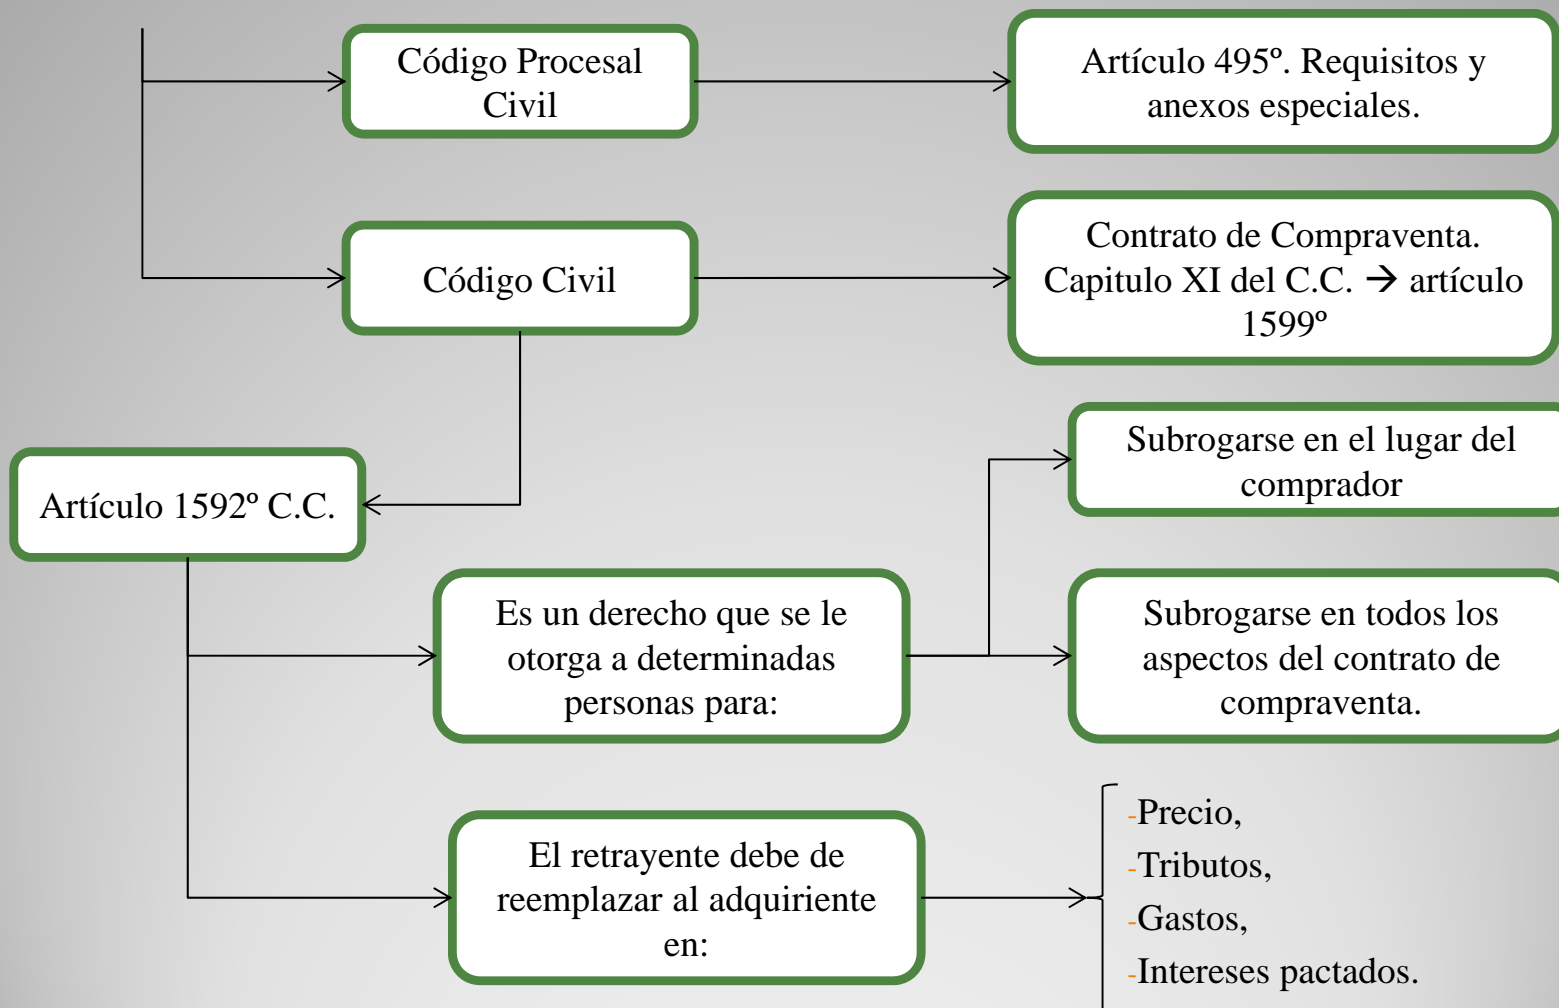 Código Procesal
Civil
Artículo 495º. Requisitos y
anexos especiales.
Código Civil
Contrato de Compraventa.
Capitulo XI del C.C. → artículo
1599º
Artículo 1592º C.C.
Subrogarse en el lugar del
comprador
Es un derecho que se le
otorga a determinadas
personas para:
Subrogarse en todos los
aspectos del contrato de
compraventa.
El retrayente debe de
reemplazar al adquiriente
en:
-Precio,
-Tributos,
-Gastos,
-Intereses pactados.